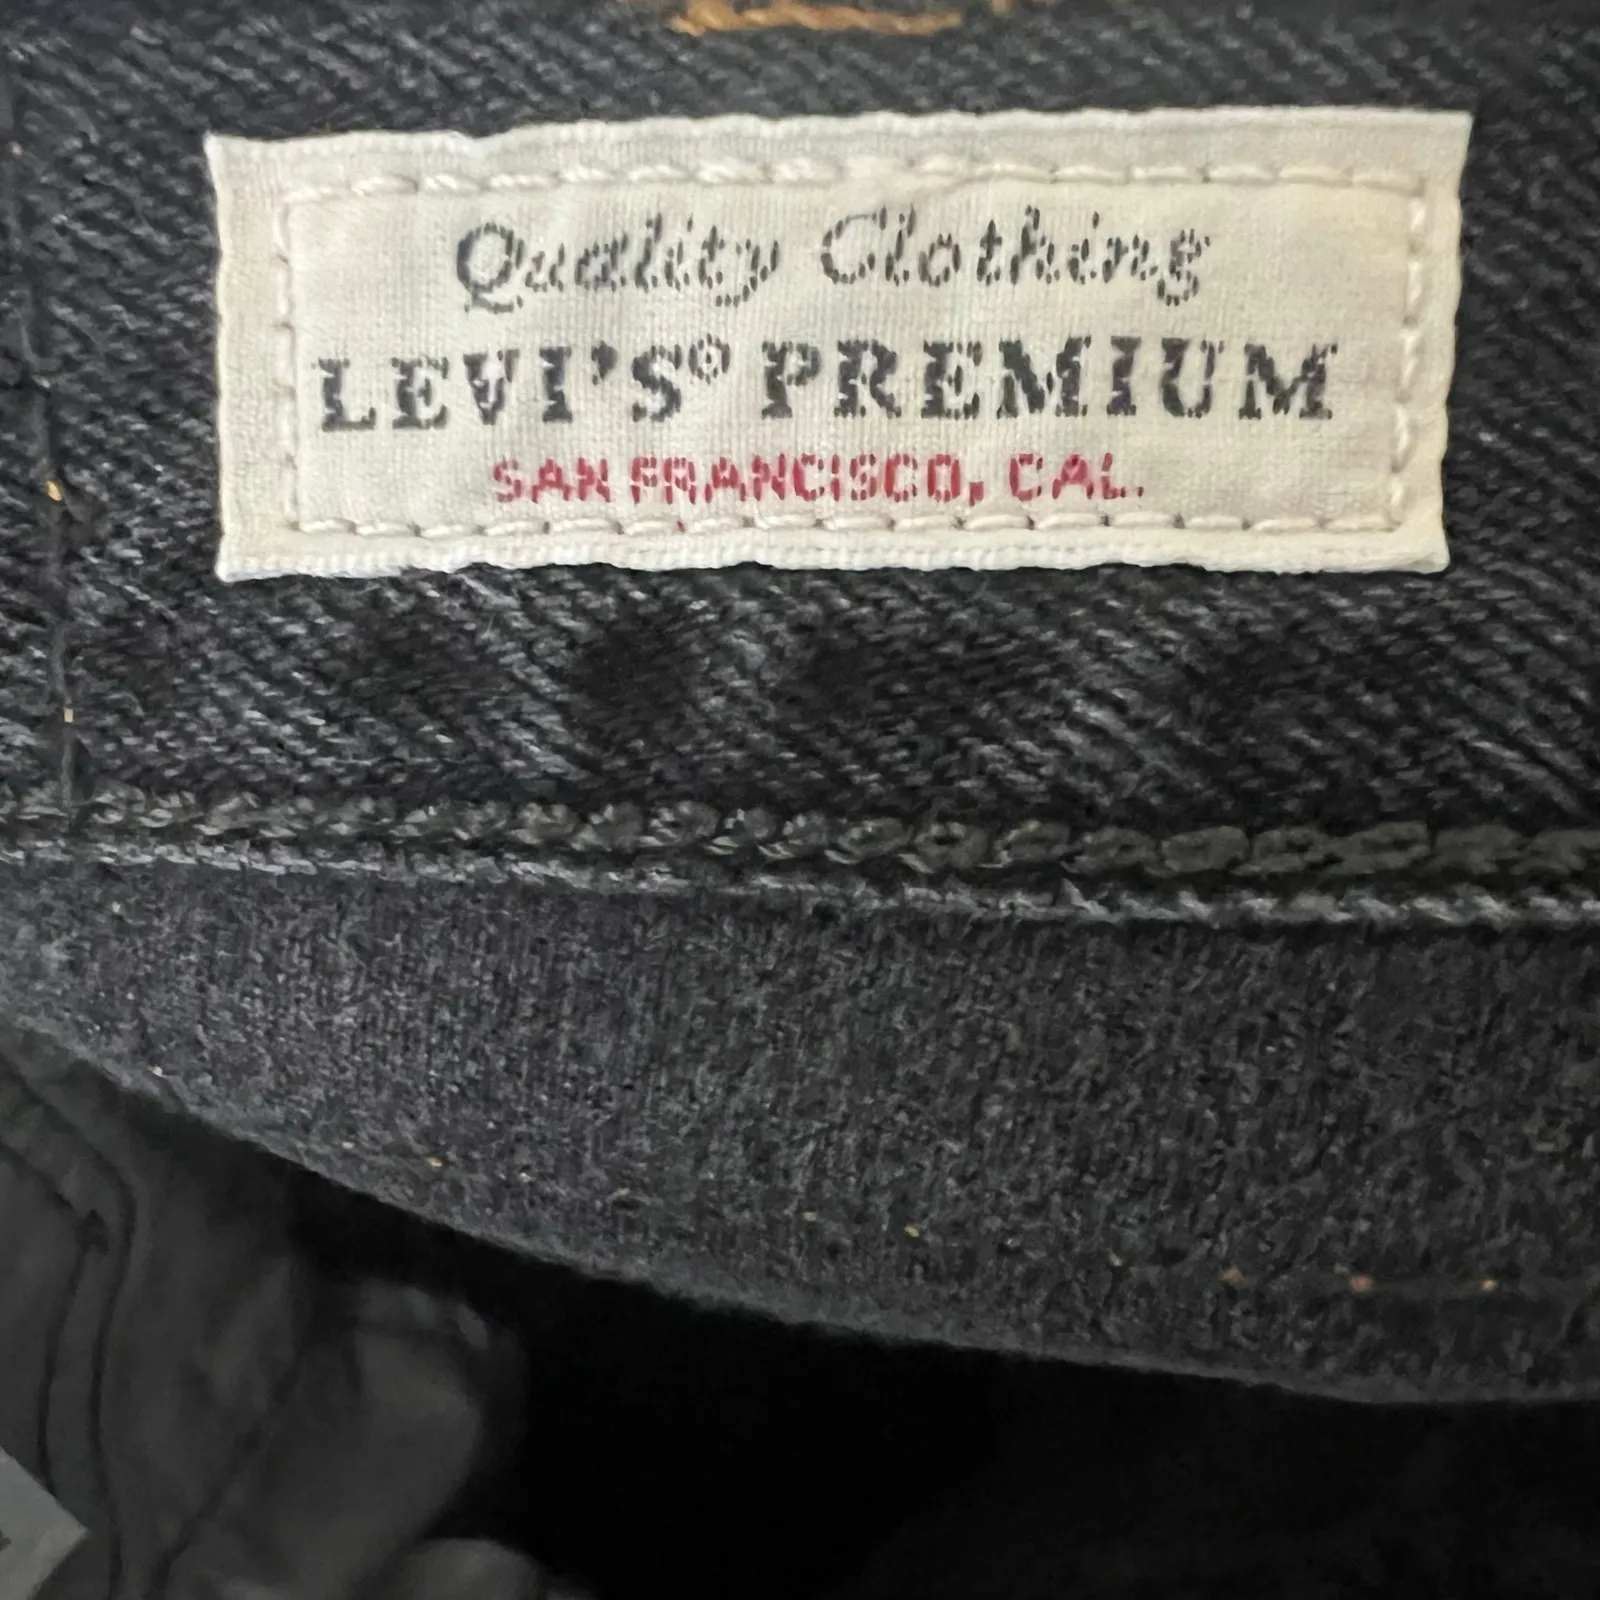 Quality Clothing
LEVI'S® PREMIUM
SAN FRANCISCO, CAL.